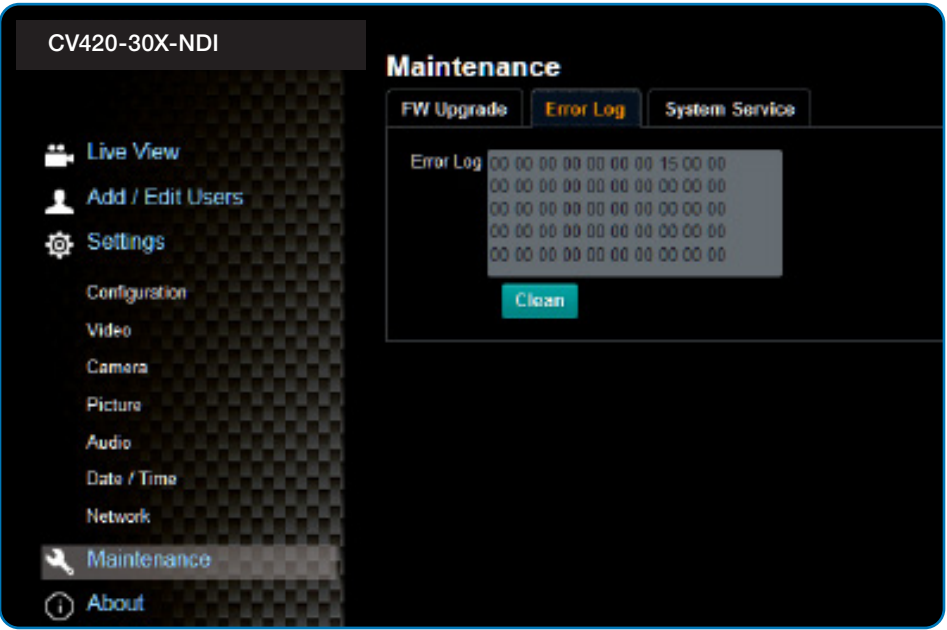 CV420-30X-NDI
Live View
Add / Edit Users
Settings
Configuration
Video
Camera
Picture
Audio
Date / Time
Network
Maintenance
About
Maintenance
FW Upgrade Error Log System Service
Error Log 00 00 00 00 00 00 00 15 00 00
00 00 00 00 00 00 00 00 00 00
00 00 00 00 00 00 00 00 00 00
00 00 00 00 00 00 00 00 00 00
00 00 00 00 00 00 00 00 00 00
Clean